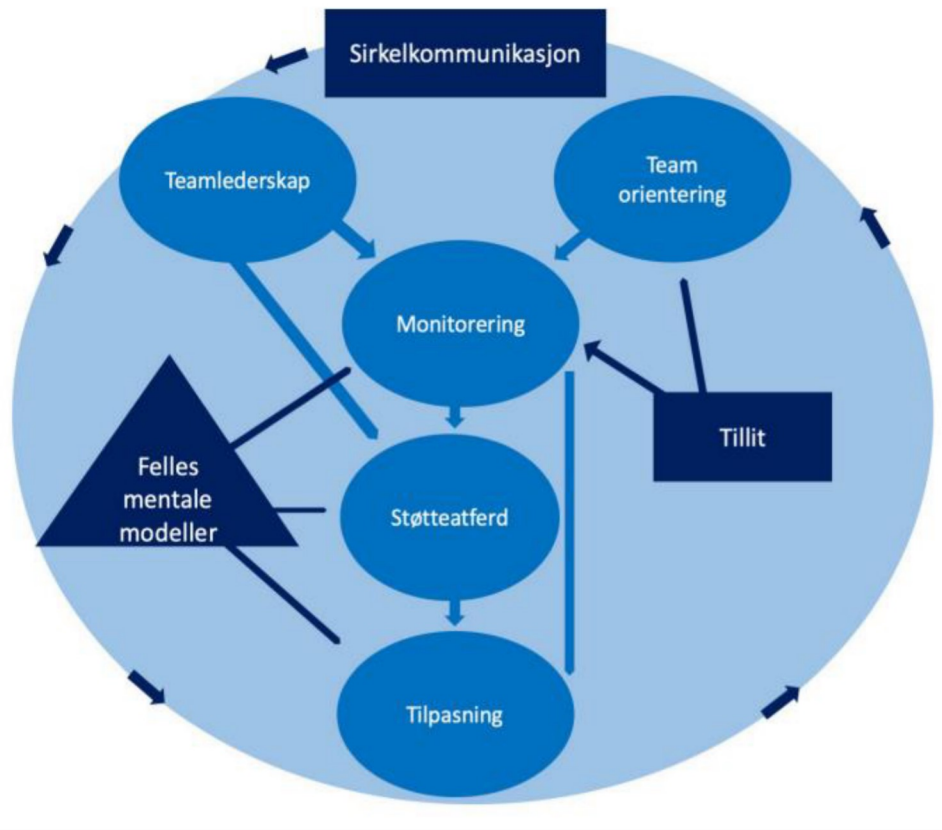 Sirkelkommunikasjon
Teamlederskap
Team
orientering
Monitorering
Tillit
Felles
mentale
modeller
Støtteatferd
Tilpasning